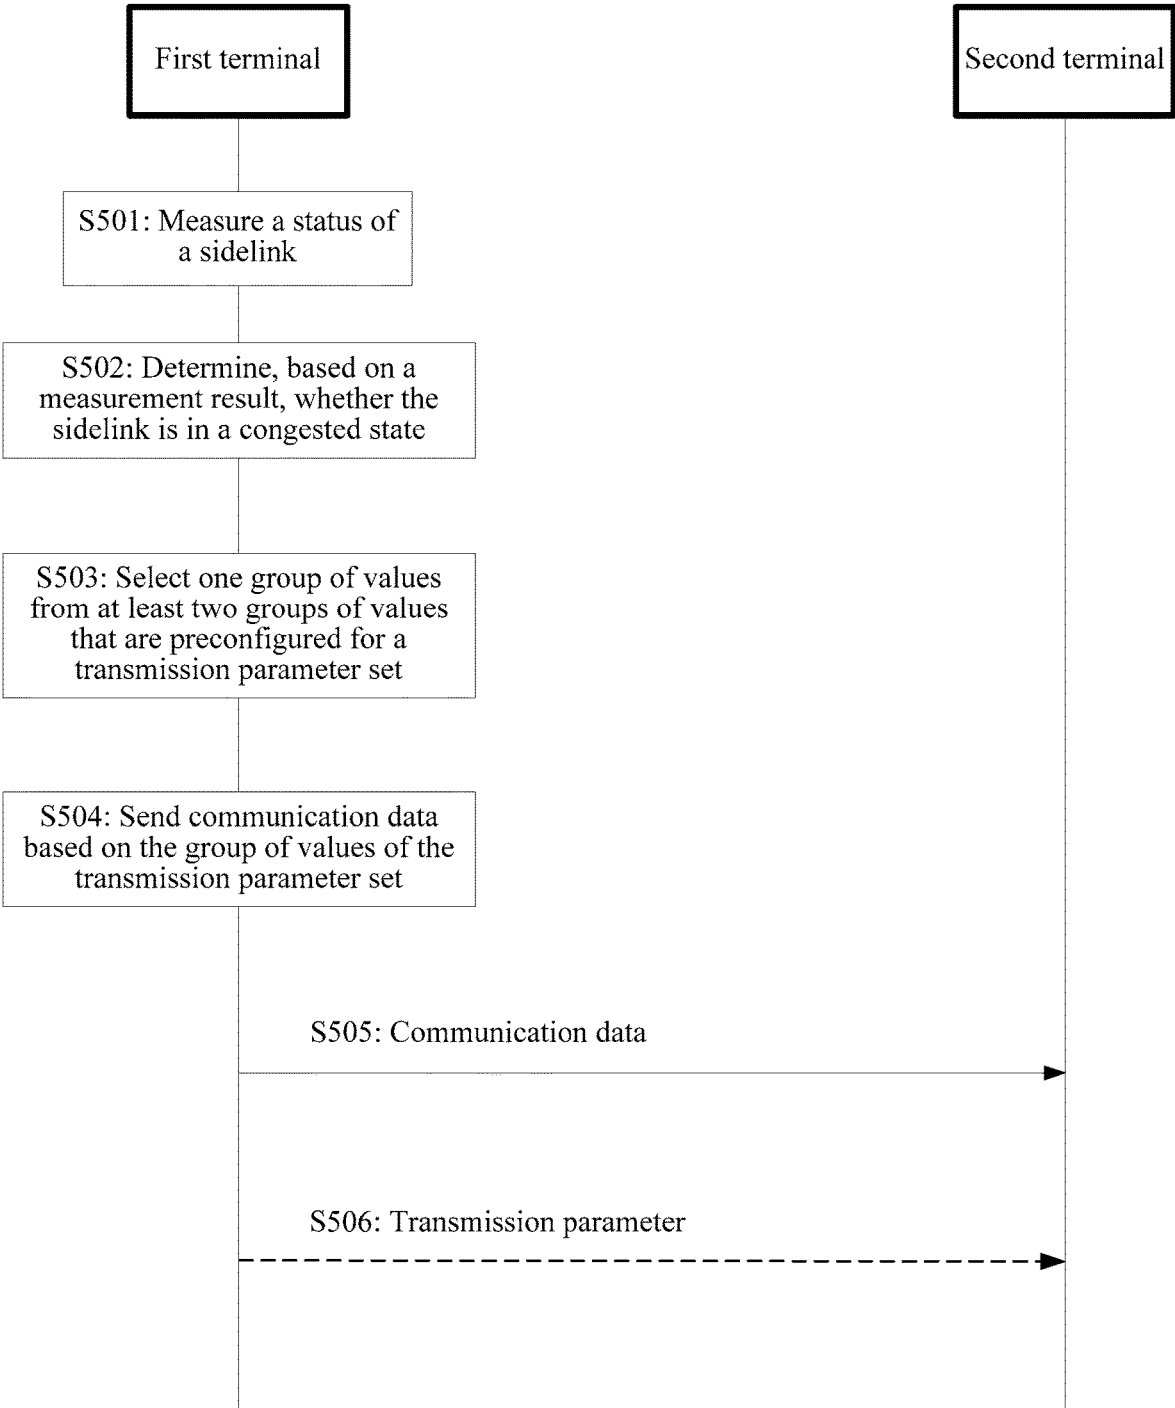 First terminal
Second terminal
S501: Measure a status of
a sidelink
S502: Determine, based on a
measurement result, whether the
sidelink is in a congested state
S503: Select one group of values
from at least two groups of values
that are preconfigured for a
transmission parameter set
S504: Send communication data
based on the group of values of the
transmission parameter set
S505: Communication data
S506: Transmission parameter